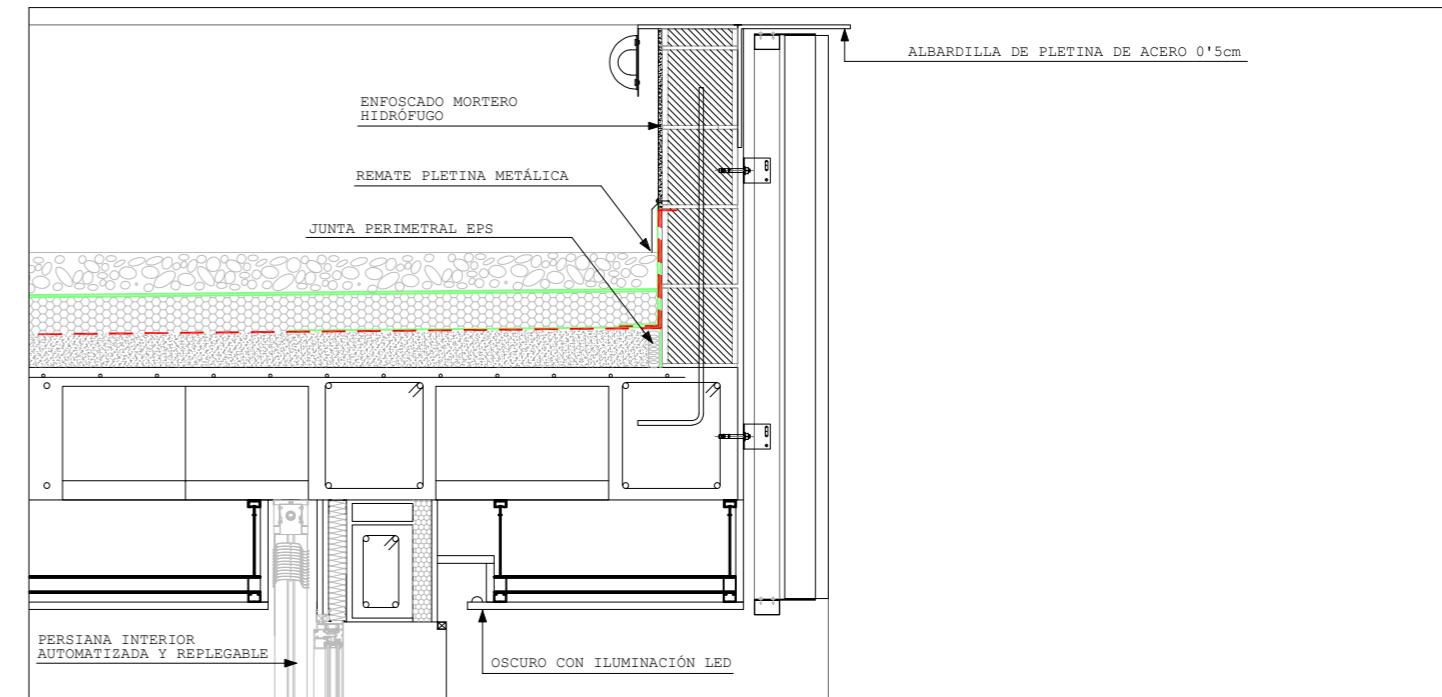 ALBARDILLA DE PLETINA DE ACERO 0'5cm
ENFOSCADO MORTERO
HIDRÓFUGO
REMATE PLETINA METÁLICA
JUNTA PERIMETRAL EPS
PERSIANA INTERIOR
AUTOMATIZADA Y REPLEGABLE
OSCURO CON ILUMINACIÓN LED